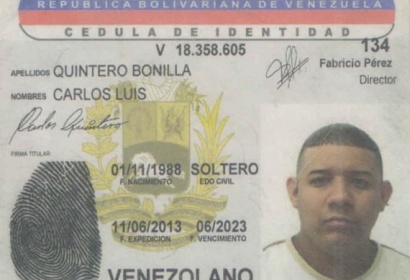 REPUBLICA BOLIVARIANA DE VENEZUELA
CEDULA DE IDENTIDAD
V 18.358.605
134
Fabricio Pérez
Director
APELLIDOS QUINTERO BONILLA
NOMBRES CARLOS LUIS
Carlos Quintero
FIRMA TITULAR
01/11/1988 SOLTERO
F. NACIMIENTO EDO CIVIL
11/06/2013 06/2023
F. EXPEDICION F. VENCIMIENTO
VENEZOLANO